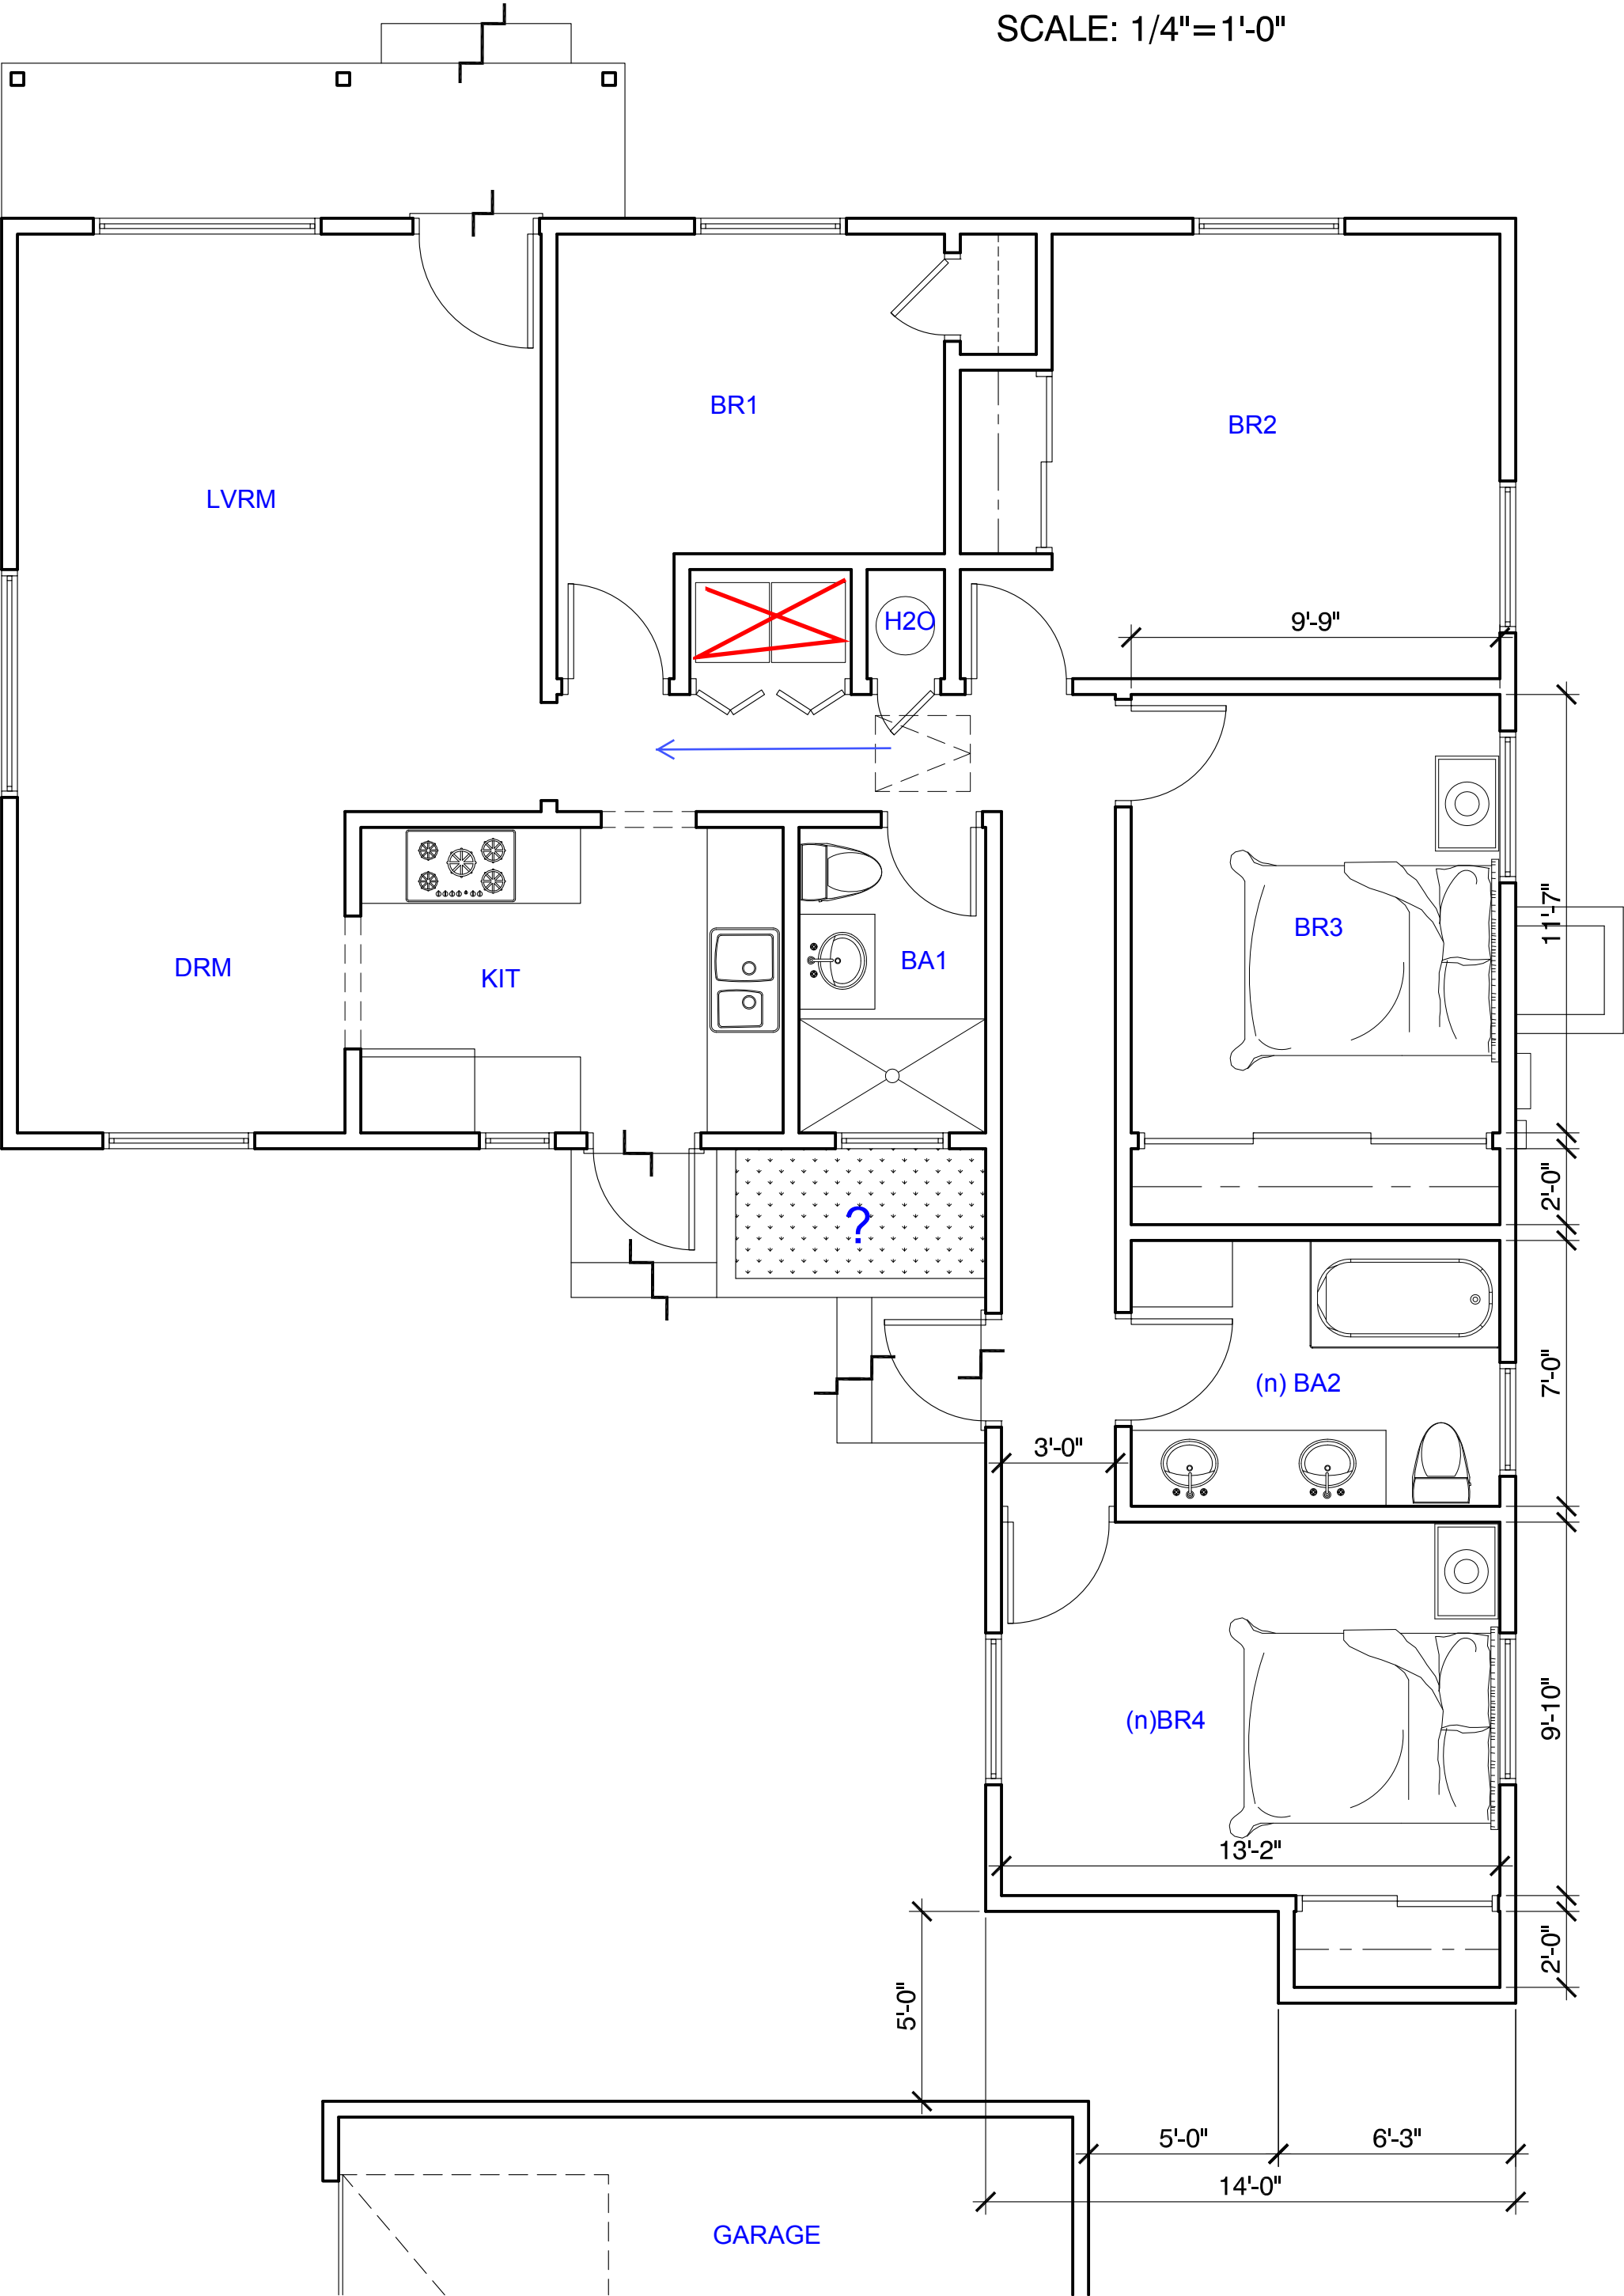 SCALE: 1/4"=1'-0"
BR1
BR2
LVRM
H2O
9'-9"
11'-7"
BR3
DRM
KIT
BA1
2'-0"
?
7'-0"
(n) BA2
3'-0"
9'-10"
(n)BR4
13'-2"
2'-0"
5'-0"
5'-0"
6'-3"
14'-0"
GARAGE